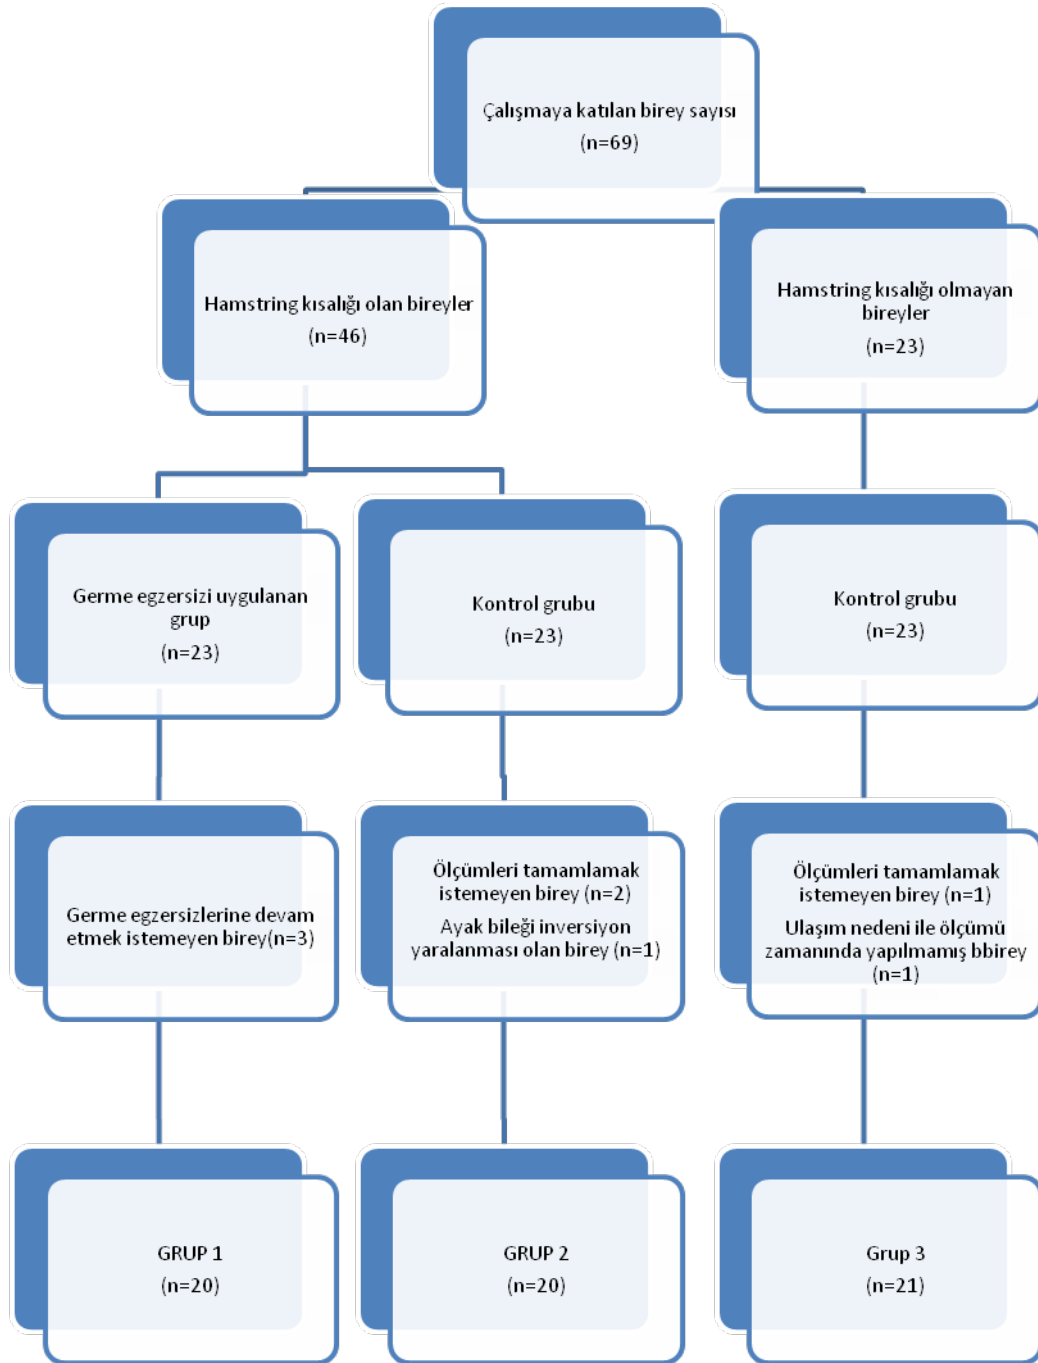 Çalışmaya katılan birey sayısı
(n=69)
Hamstring kısalığı olan bireyler
(n=46)
Hamstring kısalığı olmayan
bireyler
(n=23)
Germe egzersizi uygulanan
grup
(n=23)
Kontrol grubu
(n=23)
Kontrol grubu
(n=23)
Germe egzersizlerine devam
etmek istemeyen birey(n=3)
Ölçümleri tamamlamak
istemeyen birey (n=2)
Ayak bileği inversiyon
yaralanması olan birey (n=1)
Ölçümleri tamamlamak
istemeyen birey (n=1)
Ulaşım nedeni ile ölçümü
zamanında yapılmamış bbirey
(n=1)
GRUP 1
(n=20)
GRUP 2
(n=20)
Grup 3
(n=21)